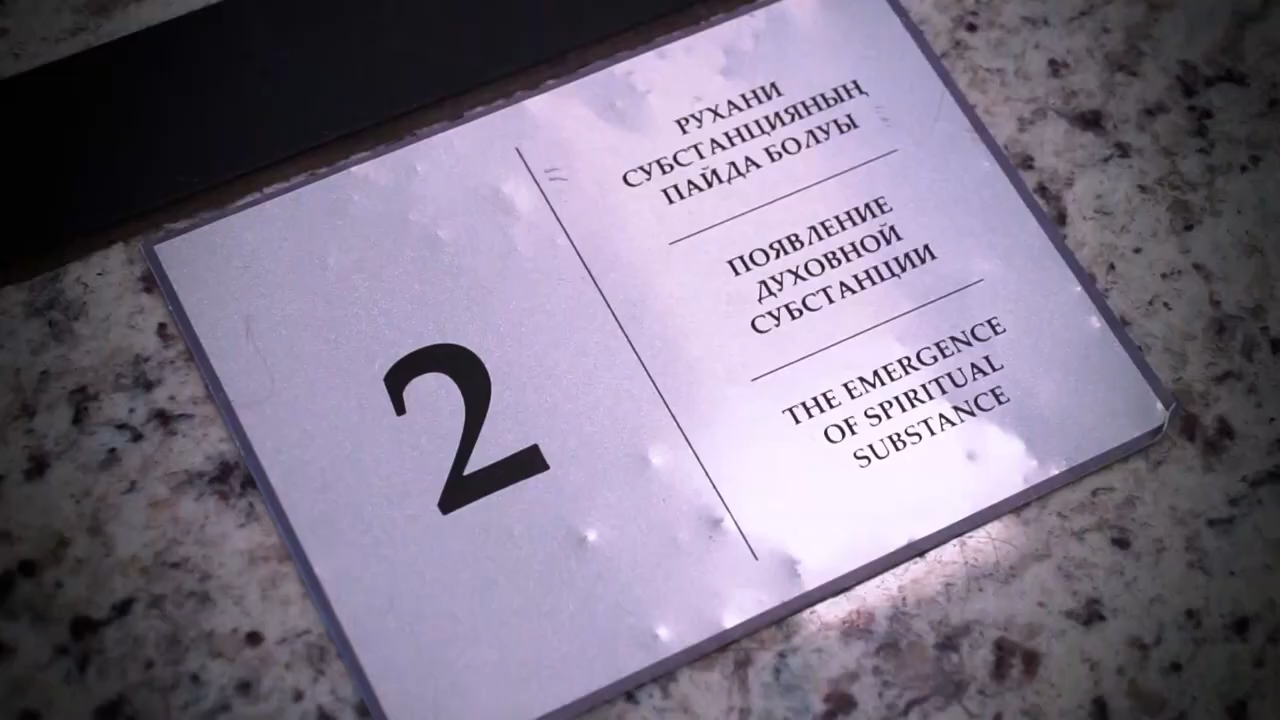 2
РУХАНИ
СУБСТАНЦИЯНЫҢ
ПАЙДА БОЛУЫ
ПОЯВЛЕНИЕ
ДУХОВНОЙ
СУБСТАНЦИИ
THE EMERGENCE
OF SPIRITUAL
SUBSTANCE